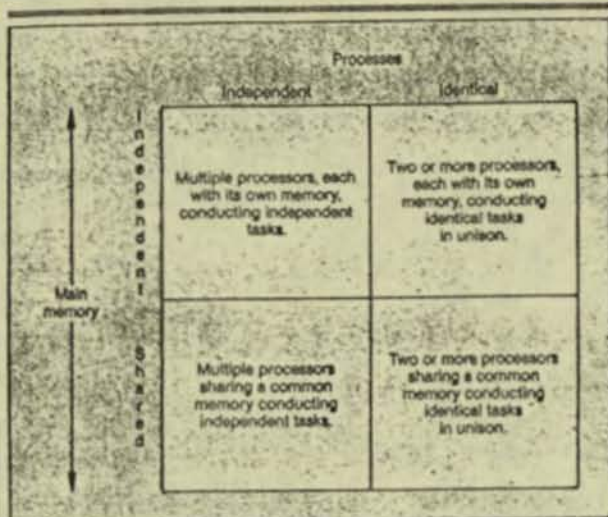 Processes
Independent
Identical
Independent
Shared
Main
memory
Multiple processors, each
with its own memory,
conducting independent
tasks.
Two or more processors,
each with its own
memory, conducting
identical tasks
in unison.
Multiple processors
sharing a common
memory conducting
independent tasks.
Two or more processors
sharing a common
memory conducting
identical tasks
in unison.